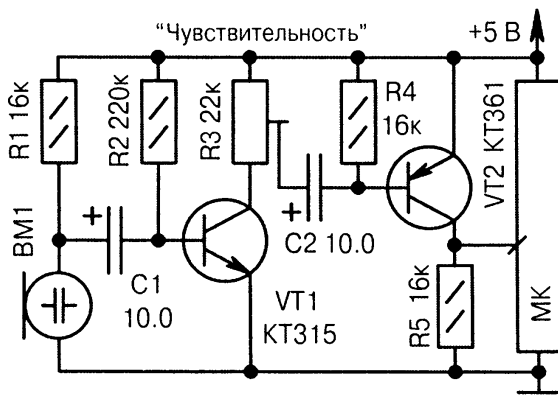 “Чувствительность”
+5 В
R1 16к
R2 220к
R3 22к
R4
16к
VT2 КТ361
BM1
+
C1
10.0
+
C2 10.0
VT1
КТ315
R5 16к
МК